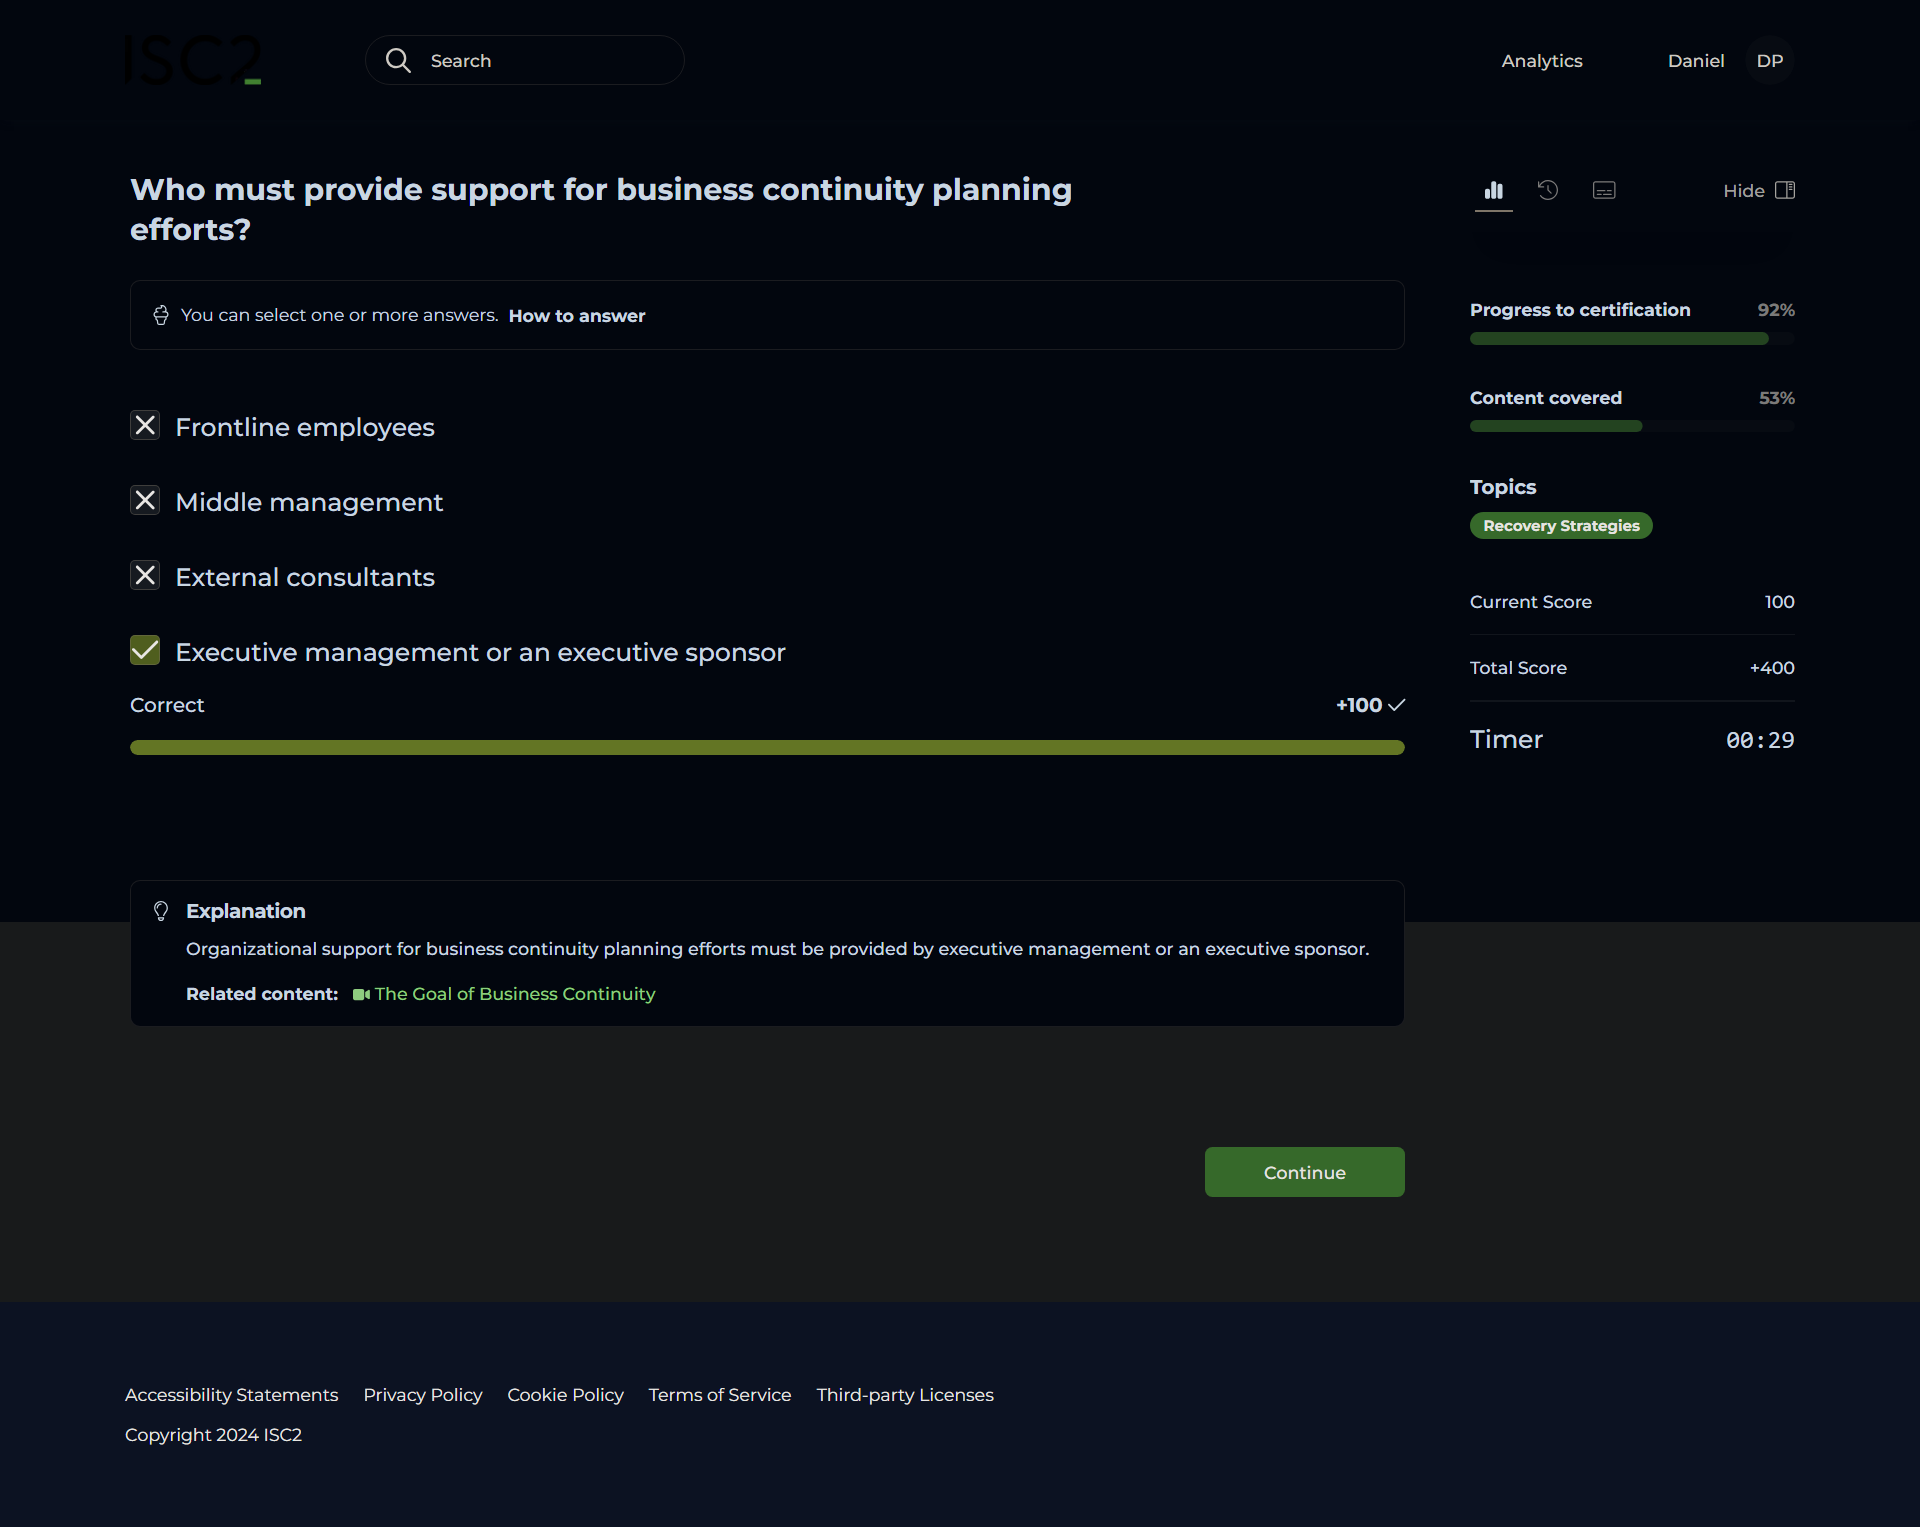 ISC2
Search
Analytics
Daniel
DP
Who must provide support for business continuity planning
efforts?
You can select one or more answers. How to answer
Frontline employees
Middle management
External consultants
Executive management or an executive sponsor
Correct
+100
Explanation
Organizational support for business continuity planning efforts must be provided by executive management or an executive sponsor.
Related content: The Goal of Business Continuity
Continue
Hide
Progress to certification 92%
Content covered 53%
Topics
Recovery Strategies
Current Score 100
Total Score +400
Timer 00:29
Accessibility Statements Privacy Policy Cookie Policy Terms of Service Third-party Licenses
Copyright 2024 ISC2